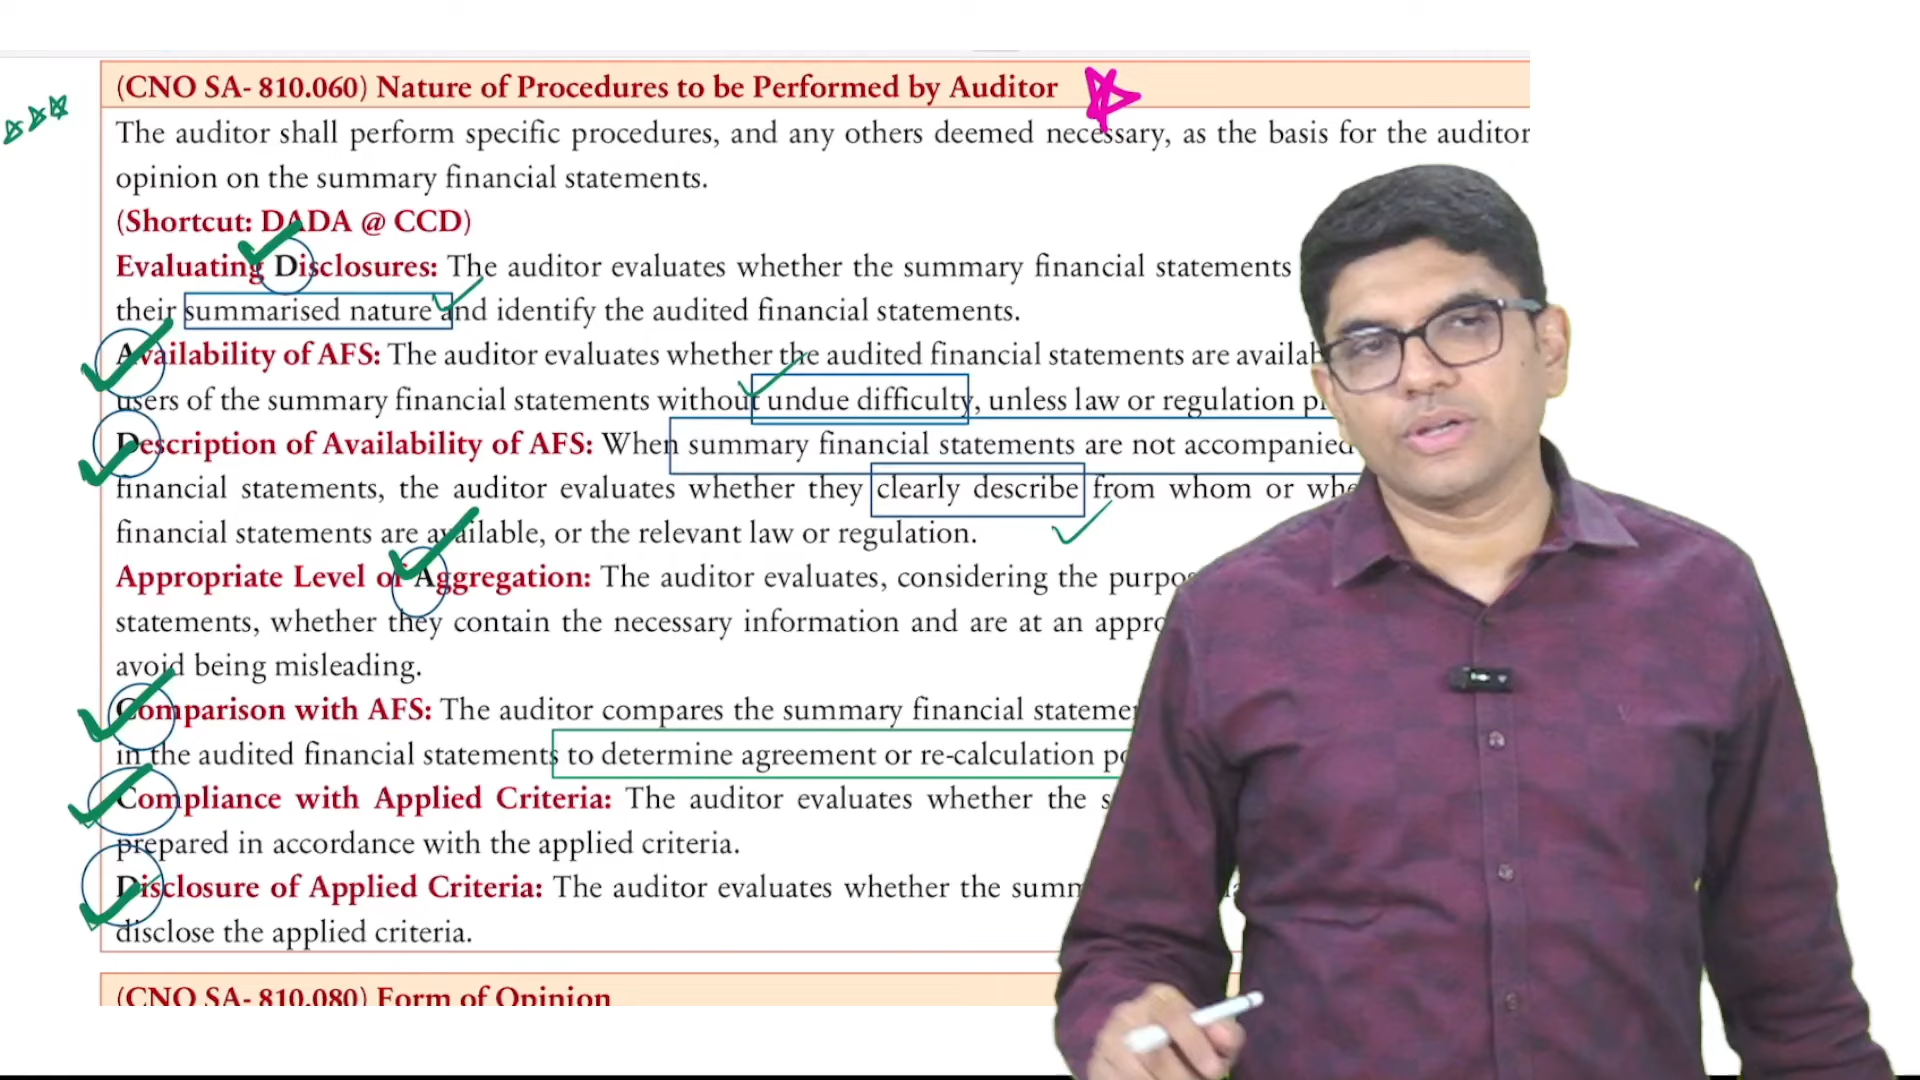 (CNO SA- 810.060) Nature of Procedures to be Performed by Auditor
The auditor shall perform specific procedures, and any others deemed necessary, as the basis for the auditor
opinion on the summary financial statements.
(Shortcut: DADA @ CCD)
Evaluating Disclosures: The auditor evaluates whether the summary financial statements
their summarised nature and identify the audited financial statements.
Availability of AFS: The auditor evaluates whether the audited financial statements are
users of the summary financial statements without undue difficulty, unless law or regulation
Description of Availability of AFS: When summary financial statements are not accompanied
financial statements, the auditor evaluates whether they clearly describe from whom or
financial statements are available, or the relevant law or regulation.
Appropriate Level of Aggregation: The auditor evaluates, considering the
statements, whether they contain the necessary information and are at an
avoid being misleading.
Comparison with AFS: The auditor compares the summary financial
in the audited financial statements to determine agreement or re-calculation
Compliance with Applied Criteria: The auditor evaluates whether the
prepared in accordance with the applied criteria.
Disclosure of Applied Criteria: The auditor evaluates whether the
disclose the applied criteria.
(CNO SA- 810.080) Form of Opinion